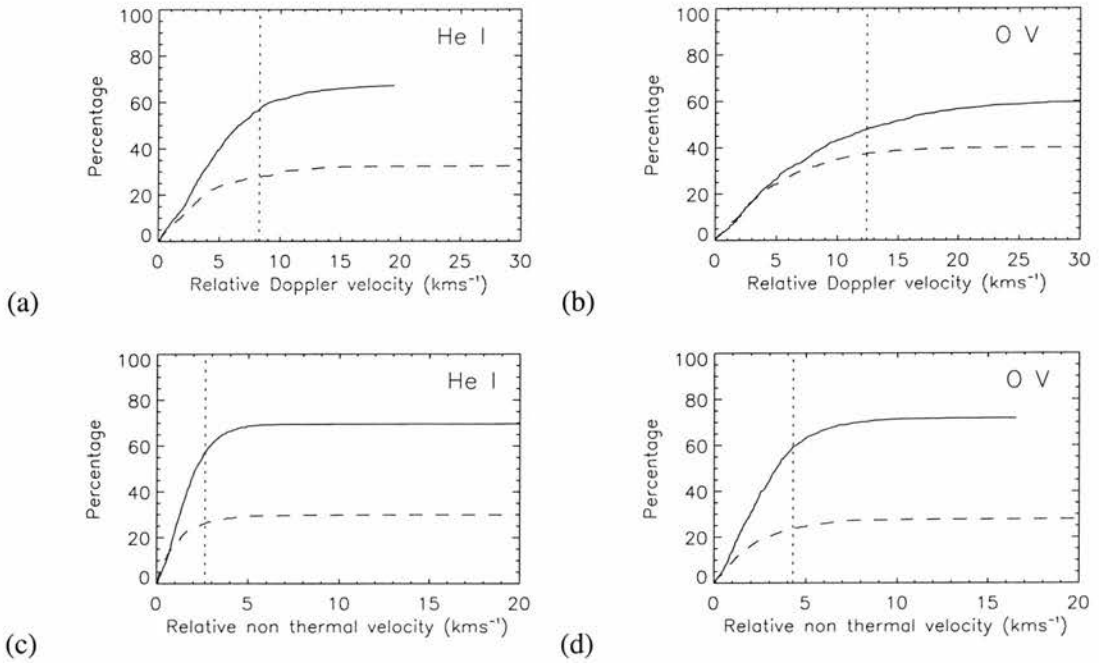 100
80
60
40
20
0
Percentage
He I
0 5 10 15 20 25 30
Relative Doppler velocity (kms⁻¹)
(a)
100
80
60
40
20
0
Percentage
O V
0 5 10 15 20 25 30
Relative Doppler velocity (kms⁻¹)
(b)
100
80
60
40
20
0
Percentage
He I
0 5 10 15 20
Relative non thermal velocity (kms⁻¹)
(c)
100
80
60
40
20
0
Percentage
O V
0 5 10 15 20
Relative non thermal velocity (kms⁻¹)
(d)